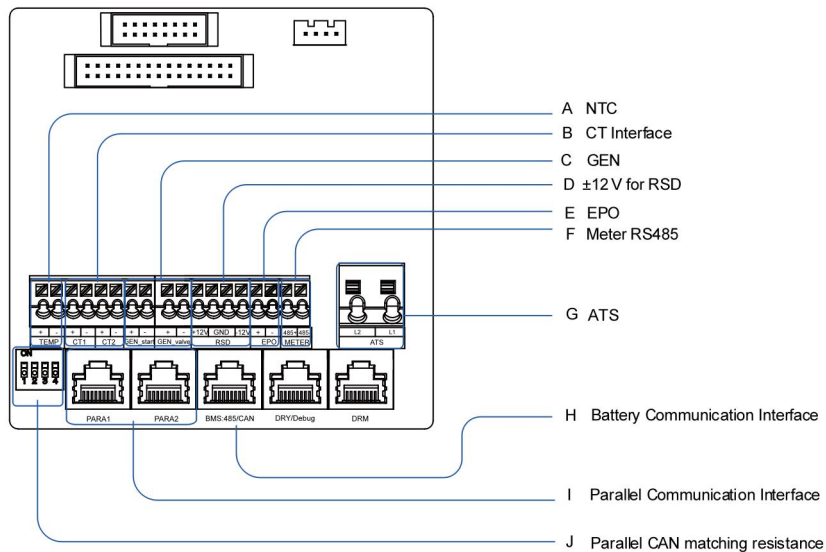 A NTC
B CT Interface
C GEN
D ±12 V for RSD
E EPO
F Meter RS485
G ATS
+ - + - + - + - + - +12V GND -12V + - 485+ 485-
TEMP CT1 CT2 GEN_start GEN_valve RSD EPO METER
L2 L1
ATS
ON
1 2 3 4
PARA1 PARA2 BMS:485/CAN DRY/Debug DRM
H Battery Communication Interface
I Parallel Communication Interface
J Parallel CAN matching resistance